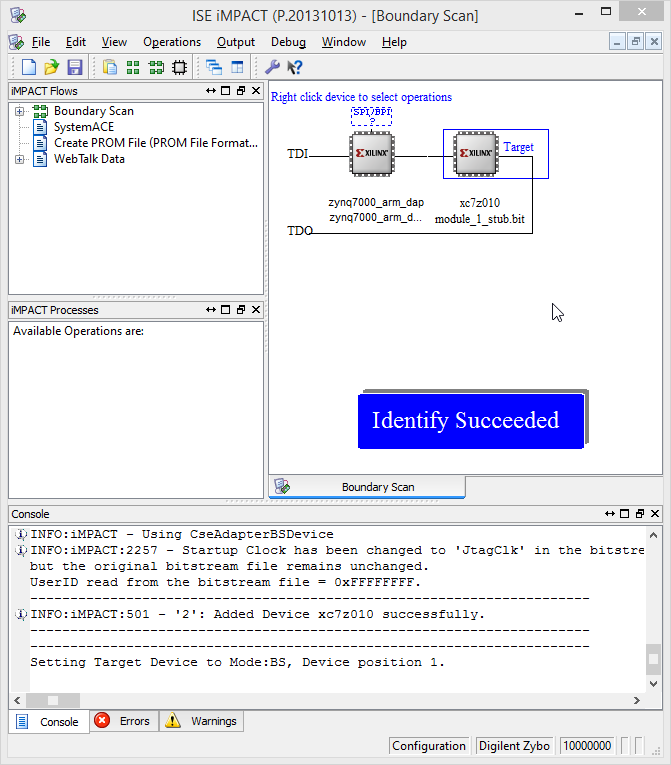 ISE iMPACT (P.20131013) - [Boundary Scan]
File Edit View Operations Output Debug Window Help
iMPACT Flows
Boundary Scan
SystemACE
Create PROM File (PROM File Format...
WebTalk Data
iMPACT Processes
Available Operations are:
Right click device to select operations
SPI/BPI
?
TDI
XILINX
XILINX
Target
zynq7000_arm_dap
zynq7000_arm_d...
xc7z010
module_1_stub.bit
TDO
Identify Succeeded
Boundary Scan
Console
INFO:iMPACT - Using CseAdapterBSDevice
INFO:iMPACT:2257 - Startup Clock has been changed to 'JtagClk' in the bitstre
but the original bitstream file remains unchanged.
UserID read from the bitstream file = 0xFFFFFFFF.
----------------------------------------------------------------------
INFO:iMPACT:501 - '2': Added Device xc7z010 successfully.
----------------------------------------------------------------------
----------------------------------------------------------------------
Setting Target Device to Mode:BS, Device position 1.
Console Errors Warnings
Configuration Digilent Zybo 10000000